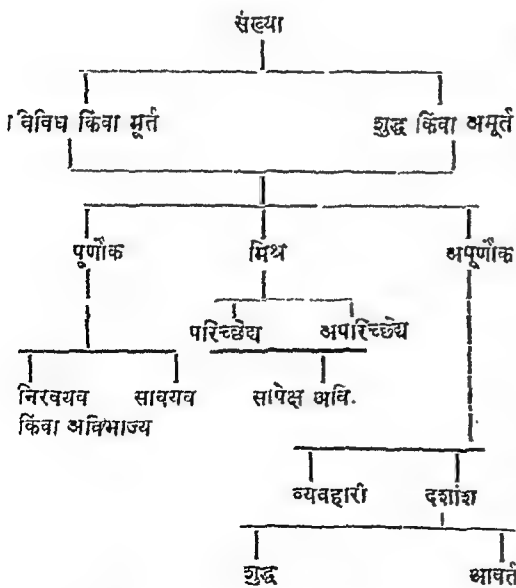 संख्या
विविध किंवा मूर्त शुद्ध किंवा अमूर्त
पूर्णांक मिश्र अपूर्णांक
परिच्छेद्य अपरिच्छेद्य
निरवयव सावयव सापेक्ष अवि.
किंवा अविभाज्य
व्यवहारी दशांश
शुद्ध आवर्त